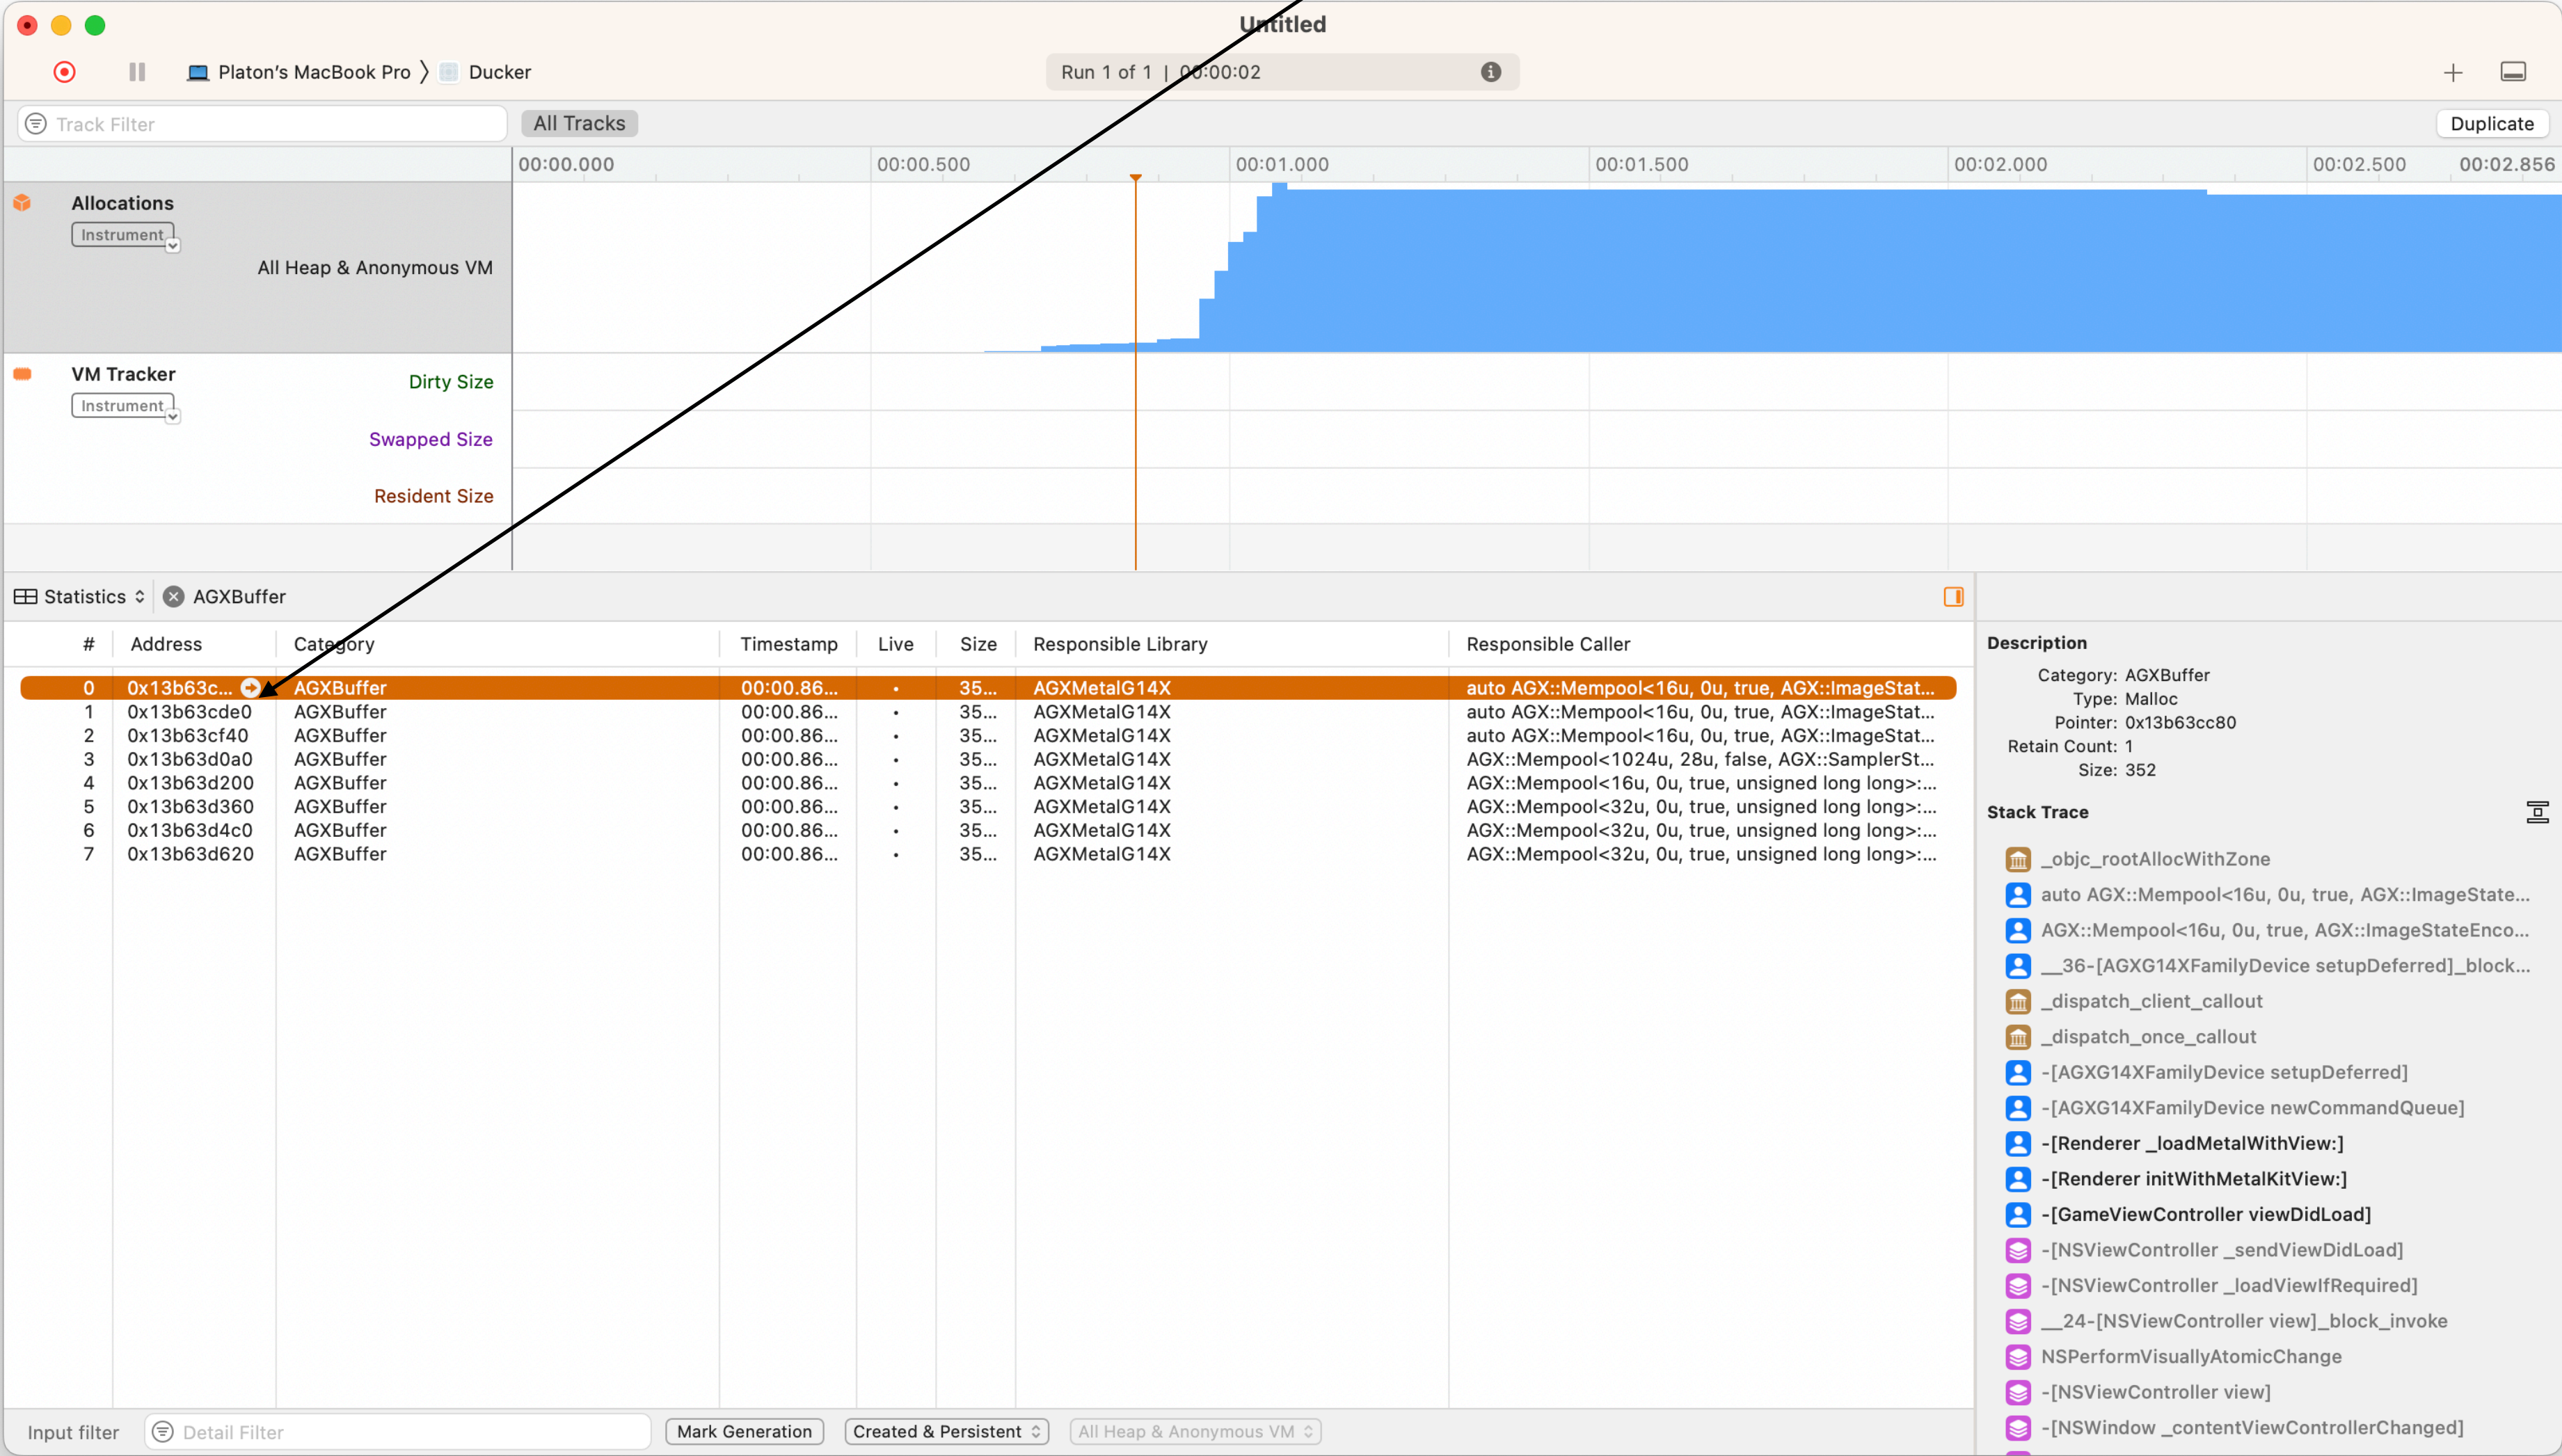 Untitled
Platon's MacBook Pro 〉 Ducker
Run 1 of 1 | 00:00:02
Track Filter
All Tracks
Duplicate
00:00.000 00:00.500 00:01.000 00:01.500 00:02.000 00:02.500 00:02.856
Allocations
Instrument
All Heap & Anonymous VM
VM Tracker
Instrument
Dirty Size
Swapped Size
Resident Size
Statistics AGXBuffer
# Address Category Timestamp Live Size Responsible Library Responsible Caller
0 0x13b63c... AGXBuffer 00:00.86... • 35... AGXMetalG14X auto AGX::Mempool<16u, 0u, true, AGX::ImageStat...
1 0x13b63cde0 AGXBuffer 00:00.86... • 35... AGXMetalG14X auto AGX::Mempool<16u, 0u, true, AGX::ImageStat...
2 0x13b63cf40 AGXBuffer 00:00.86... • 35... AGXMetalG14X auto AGX::Mempool<16u, 0u, true, AGX::ImageStat...
3 0x13b63d0a0 AGXBuffer 00:00.86... • 35... AGXMetalG14X AGX::Mempool<1024u, 28u, false, AGX::SamplerSt...
4 0x13b63d200 AGXBuffer 00:00.86... • 35... AGXMetalG14X AGX::Mempool<16u, 0u, true, unsigned long long>:...
5 0x13b63d360 AGXBuffer 00:00.86... • 35... AGXMetalG14X AGX::Mempool<32u, 0u, true, unsigned long long>:...
6 0x13b63d4c0 AGXBuffer 00:00.86... • 35... AGXMetalG14X AGX::Mempool<32u, 0u, true, unsigned long long>:...
7 0x13b63d620 AGXBuffer 00:00.86... • 35... AGXMetalG14X AGX::Mempool<32u, 0u, true, unsigned long long>:...
Description
Category: AGXBuffer
Type: Malloc
Pointer: 0x13b63cc80
Retain Count: 1
Size: 352
Stack Trace
_objc_rootAllocWithZone
auto AGX::Mempool<16u, 0u, true, AGX::ImageState...
AGX::Mempool<16u, 0u, true, AGX::ImageStateEnco...
__36-[AGXG14XFamilyDevice setupDeferred]_block...
_dispatch_client_callout
_dispatch_once_callout
-[AGXG14XFamilyDevice setupDeferred]
-[AGXG14XFamilyDevice newCommandQueue]
-[Renderer _loadMetalWithView:]
-[Renderer initWithMetalKitView:]
-[GameViewController viewDidLoad]
-[NSViewController _sendViewDidLoad]
-[NSViewController _loadViewIfRequired]
__24-[NSViewController view]_block_invoke
NSPerformVisuallyAtomicChange
-[NSViewController view]
-[NSWindow _contentViewControllerChanged]
Input filter Detail Filter Mark Generation Created & Persistent All Heap & Anonymous VM